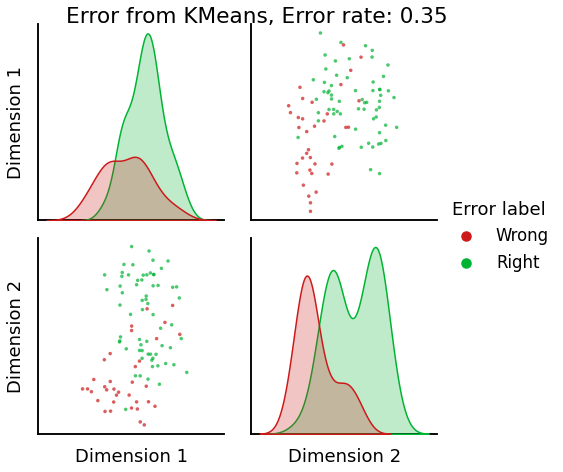 Error from KMeans, Error rate: 0.35
Dimension 1
Error label
Wrong
Right
Dimension 2
Dimension 1
Dimension 2